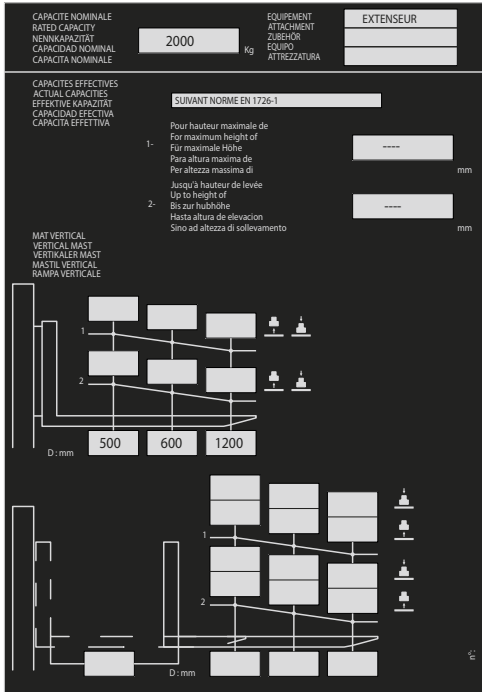 CAPACITE NOMINALE
RATED CAPACITY
NENNKAPAZITÄT
CAPACIDAD NOMINAL
CAPACITA NOMINALE
2000
Kg
EQUIPEMENT
ATTACHMENT
ZUBEHÖR
EQUIPO
ATTREZZATURA
EXTENSEUR
CAPACITES EFFECTIVES
ACTUAL CAPACITIES
EFFEKTIVE KAPAZITÄT
CAPACIDAD EFECTIVA
CAPACITA EFFETTIVA
SUIVANT NORME EN 1726-1
1-
Pour hauteur maximale de
For maximum height of
Für maximale Höhe
Para altura maxima de
Per altezza massima di
----
mm
2-
Jusqu'à hauteur de levée
Up to height of
Bis zur hubhöhe
Hasta altura de elevacion
Sino ad altezza di sollevamento
----
mm
MAT VERTICAL
VERTICAL MAST
VERTIKALER MAST
MASTIL VERTICAL
RAMPA VERTICALE
1
2
D : mm
500 600 1200
1
2
D : mm
n°: